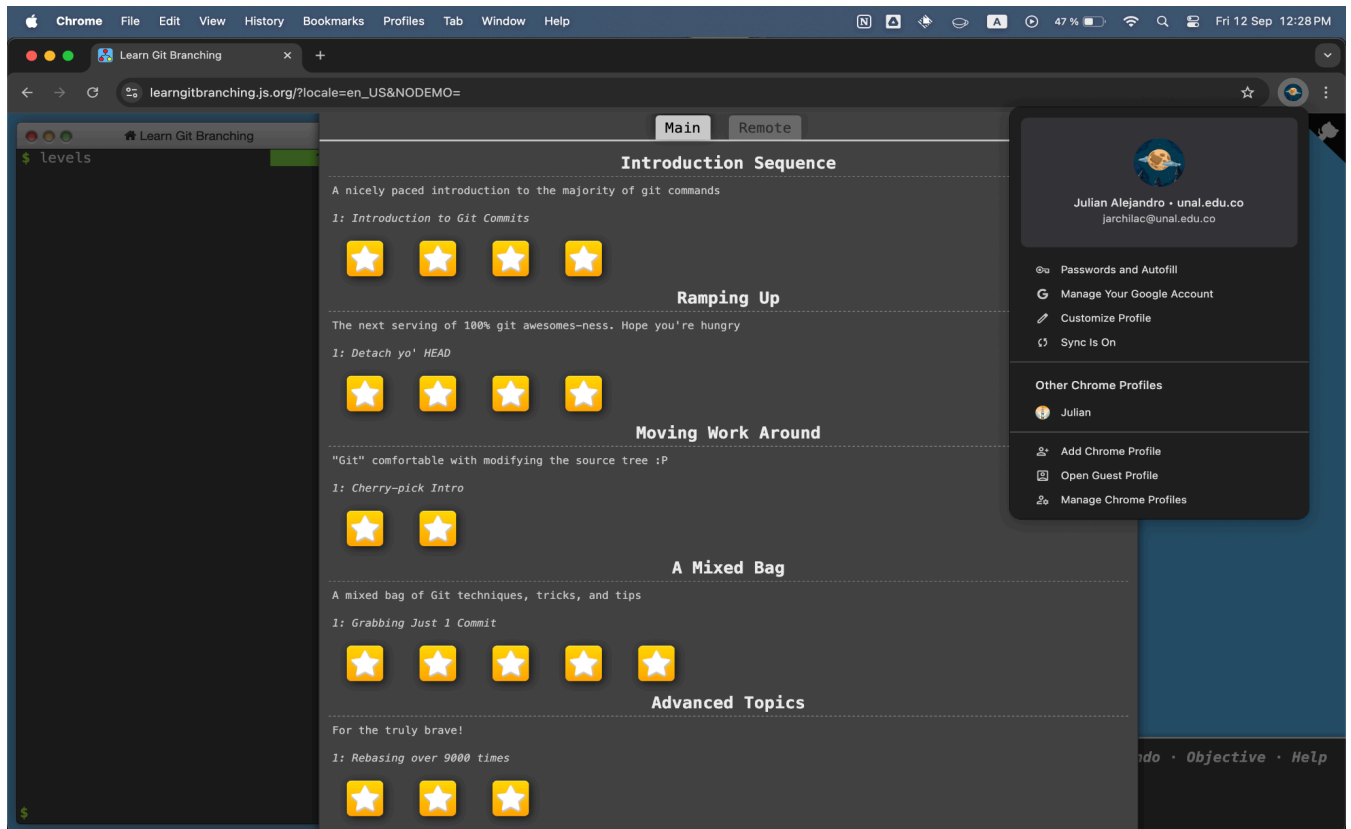 Chrome File Edit View History Bookmarks Profiles Tab Window Help A 47 % Fri 12 Sep 12:28 PM
Learn Git Branching
learngitbranching.js.org/?locale=en_US&NODEMO=
Learn Git Branching
$ levels
$
Main Remote
Introduction Sequence
A nicely paced introduction to the majority of git commands
1: Introduction to Git Commits
Ramping Up
The next serving of 100% git awesomes-ness. Hope you're hungry
1: Detach yo' HEAD
Moving Work Around
"Git" comfortable with modifying the source tree :P
1: Cherry-pick Intro
A Mixed Bag
A mixed bag of Git techniques, tricks, and tips
1: Grabbing Just 1 Commit
Advanced Topics
For the truly brave!
1: Rebasing over 9000 times
Julian Alejandro • unal.edu.co
jarchilac@unal.edu.co
Passwords and Autofill
Manage Your Google Account
Customize Profile
Sync Is On
Other Chrome Profiles
Julian
Add Chrome Profile
Open Guest Profile
Manage Chrome Profiles
· Objective · Help